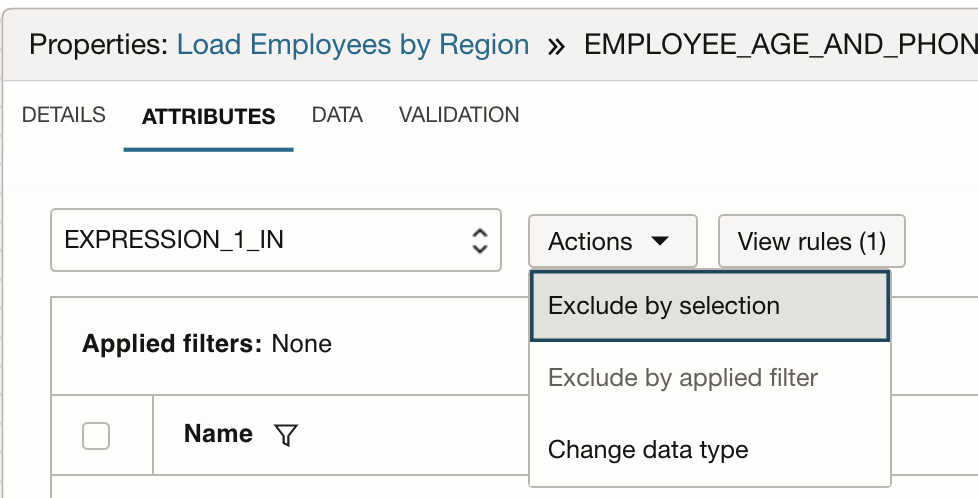 Properties: Load Employees by Region » EMPLOYEE_AGE_AND_PHON
DETAILS ATTRIBUTES DATA VALIDATION
EXPRESSION_1_IN Actions View rules (1)
Exclude by selection
Applied filters: None
Exclude by applied filter
Name
Change data type